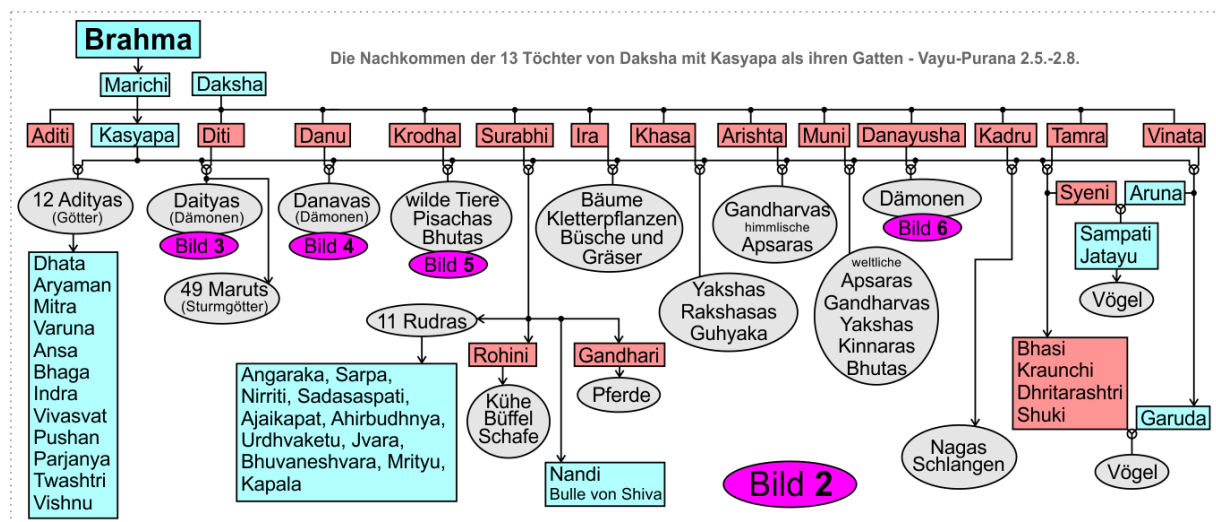 Brahma
Die Nachkommen der 13 Töchter von Daksha mit Kasyapa als ihren Gatten - Vayu-Purana 2.5.-2.8.
Marichi
Daksha
Aditi
Kasyapa
Diti
Danu
Krodha
Surabhi
Ira
Khasa
Arishta
Muni
Danayusha
Kadru
Tamra
Vinata
12 Adityas
(Götter)
Daityas
(Dämonen)
Bild 3
Danavas
(Dämonen)
Bild 4
wilde Tiere
Pisachas
Bhutas
Bild 5
Bäume
Kletterpflanzen
Büsche und
Gräser
Gandharvas
himmlische
Apsaras
Dämonen
Bild 6
Syeni
Aruna
Sampati
Jatayu
Vögel
Dhata
Aryaman
Mitra
Varuna
Ansa
Bhaga
Indra
Vivasvat
Pushan
Parjanya
Twashtri
Vishnu
49 Maruts
(Sturmgötter)
11 Rudras
Angaraka, Sarpa,
Nirriti, Sadasaspati,
Ajaikapat, Ahirbudhnya,
Urdhvaketu, Jvara,
Bhuvaneshvara, Mrityu,
Kapala
Rohini
Kühe
Büffel
Schafe
Gandhari
Pferde
Nandi
Bulle von Shiva
Yakshas
Rakshasas
Guhyaka
weltliche
Apsaras
Gandharvas
Yakshas
Kinnaras
Bhutas
Nagas
Schlangen
Bhasi
Kraunchi
Dhritarashtri
Shuki
Garuda
Vögel
Bild 2